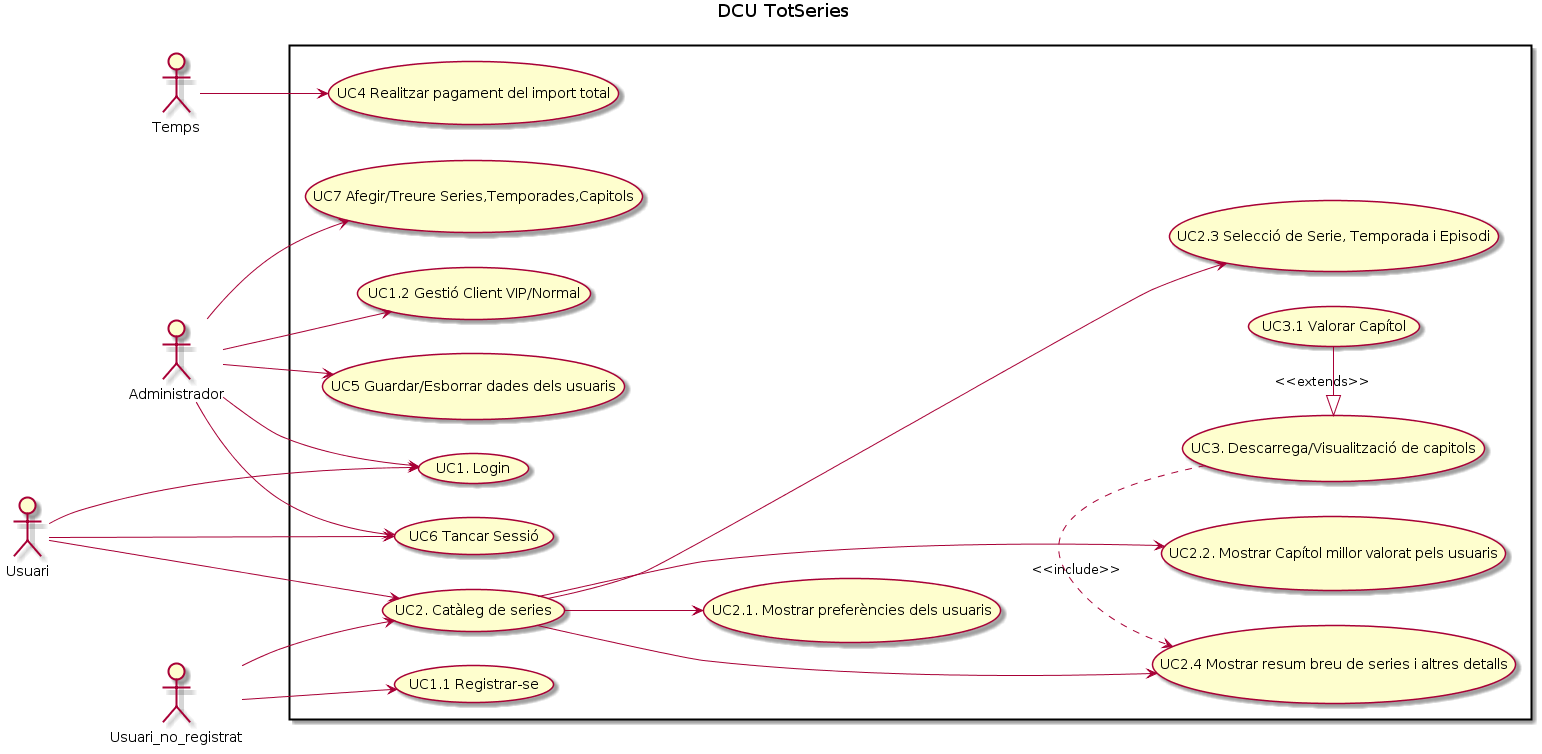 DCU TotSeries
Temps
UC4 Realitzar pagament del import total
UC7 Afegir/Treure Series,Temporades,Capitols
UC2.3 Selecció de Serie, Temporada i Episodi
UC1.2 Gestió Client VIP/Normal
UC3.1 Valorar Capítol
Administrador
UC5 Guardar/Esborrar dades dels usuaris
<<extends>>
UC3. Descarrega/Visualització de capitols
UC1. Login
Usuari
UC6 Tancar Sessió
UC2.2. Mostrar Capítol millor valorat pels usuaris
<<include>>
UC2. Catàleg de series
UC2.1. Mostrar preferències dels usuaris
UC2.4 Mostrar resum breu de series i altres detalls
UC1.1 Registrar-se
Usuari_no_registrat